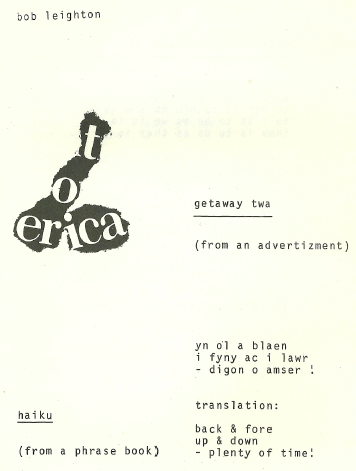 bob leighton
t
o
erica
getaway twa
(from an advertizment)
haiku
(from a phrase book)
yn ol a blaen
i fyny ac i lawr
- digon o amser !
translation:
back & fore
up & down
- plenty of time!